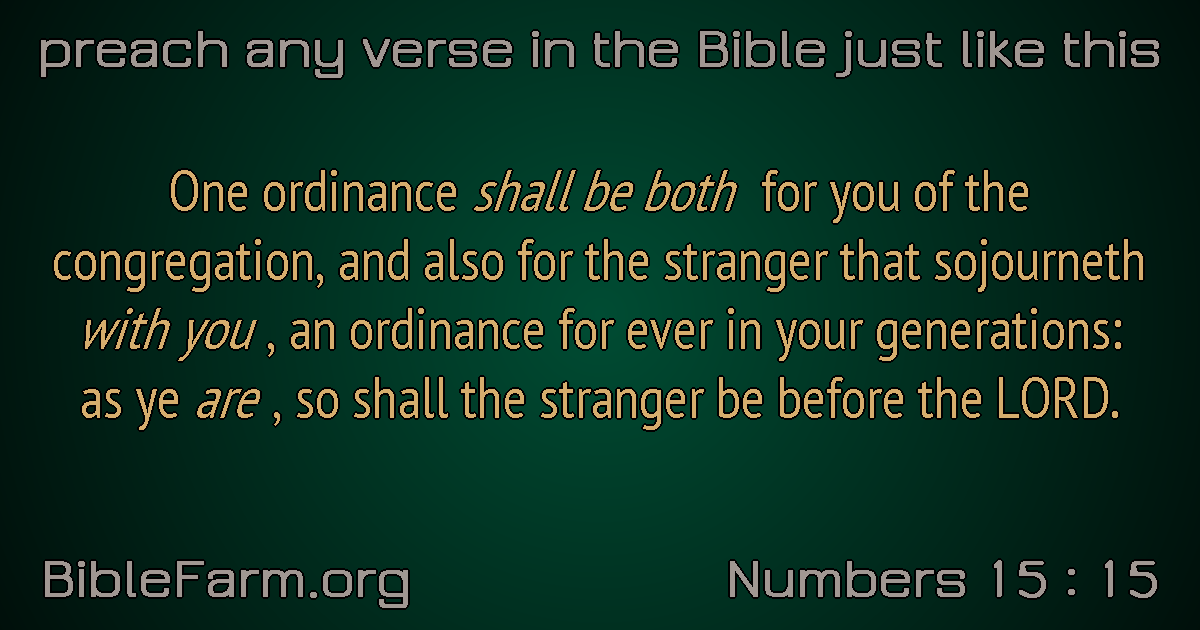 preach any verse in the Bible just like this
One ordinance shall be both for you of the
congregation, and also for the stranger that sojourneth
with you , an ordinance for ever in your generations:
as ye are , so shall the stranger be before the LORD.
BibleFarm.org
Numbers 15 : 15